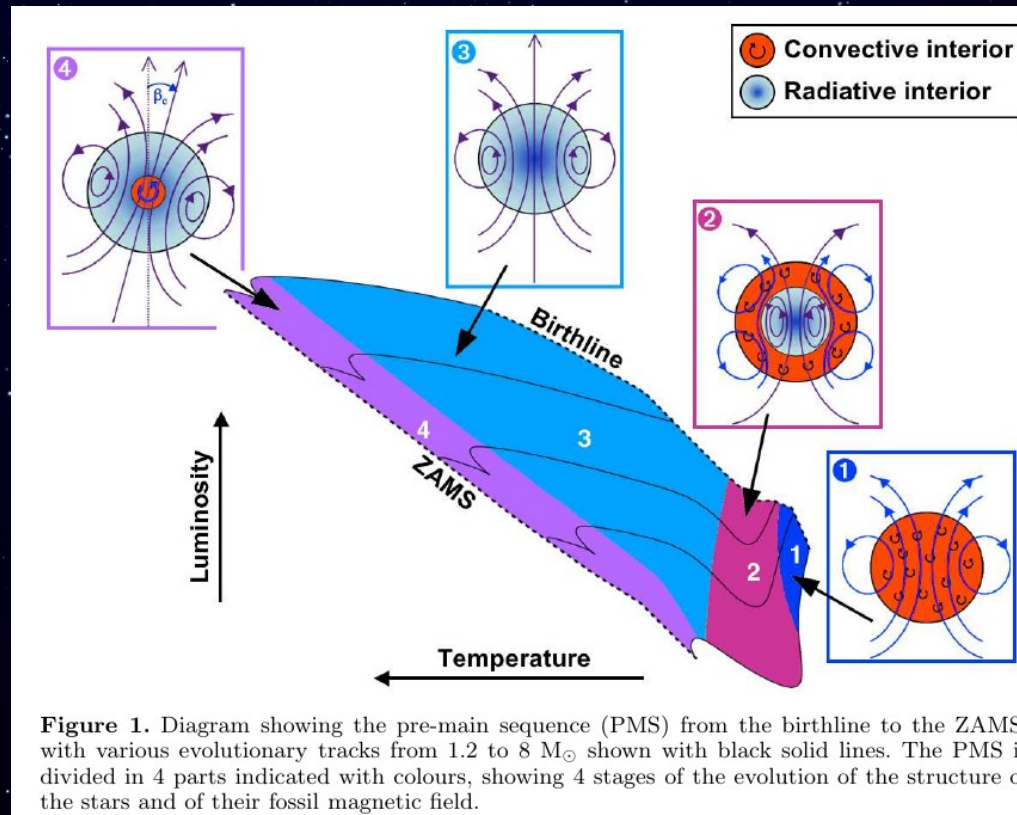 4
βc
3
Convective interior
Radiative interior
2
1
Birthline
3
4
ZAMS
2
1
Luminosity
Temperature
Figure 1. Diagram showing the pre-main sequence (PMS) from the birthline to the ZAMS
with various evolutionary tracks from 1.2 to 8 M⊙ shown with black solid lines. The PMS i
divided in 4 parts indicated with colours, showing 4 stages of the evolution of the structure o
the stars and of their fossil magnetic field.